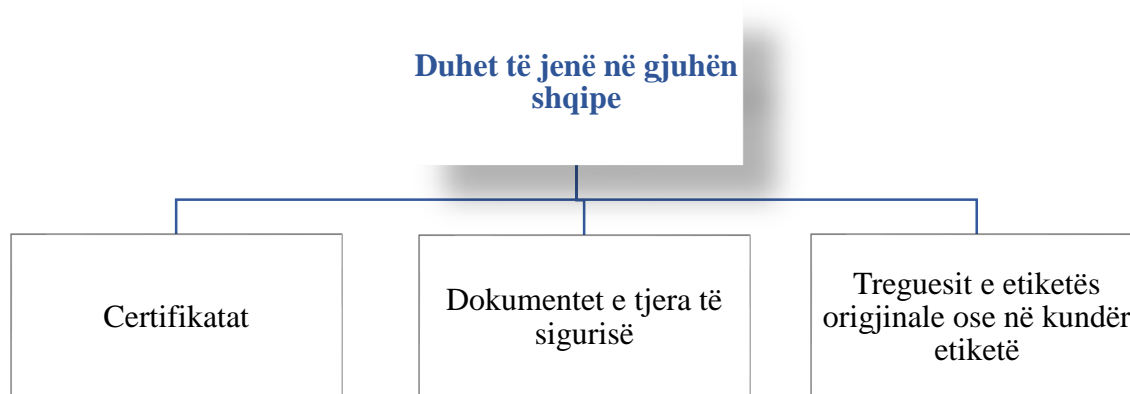 Duhet të jenë në gjuhën
shqipe
Certifikatat
Dokumentet e tjera të
sigurisë
Treguesit e etiketës
origjinale ose në kundër
etiketë